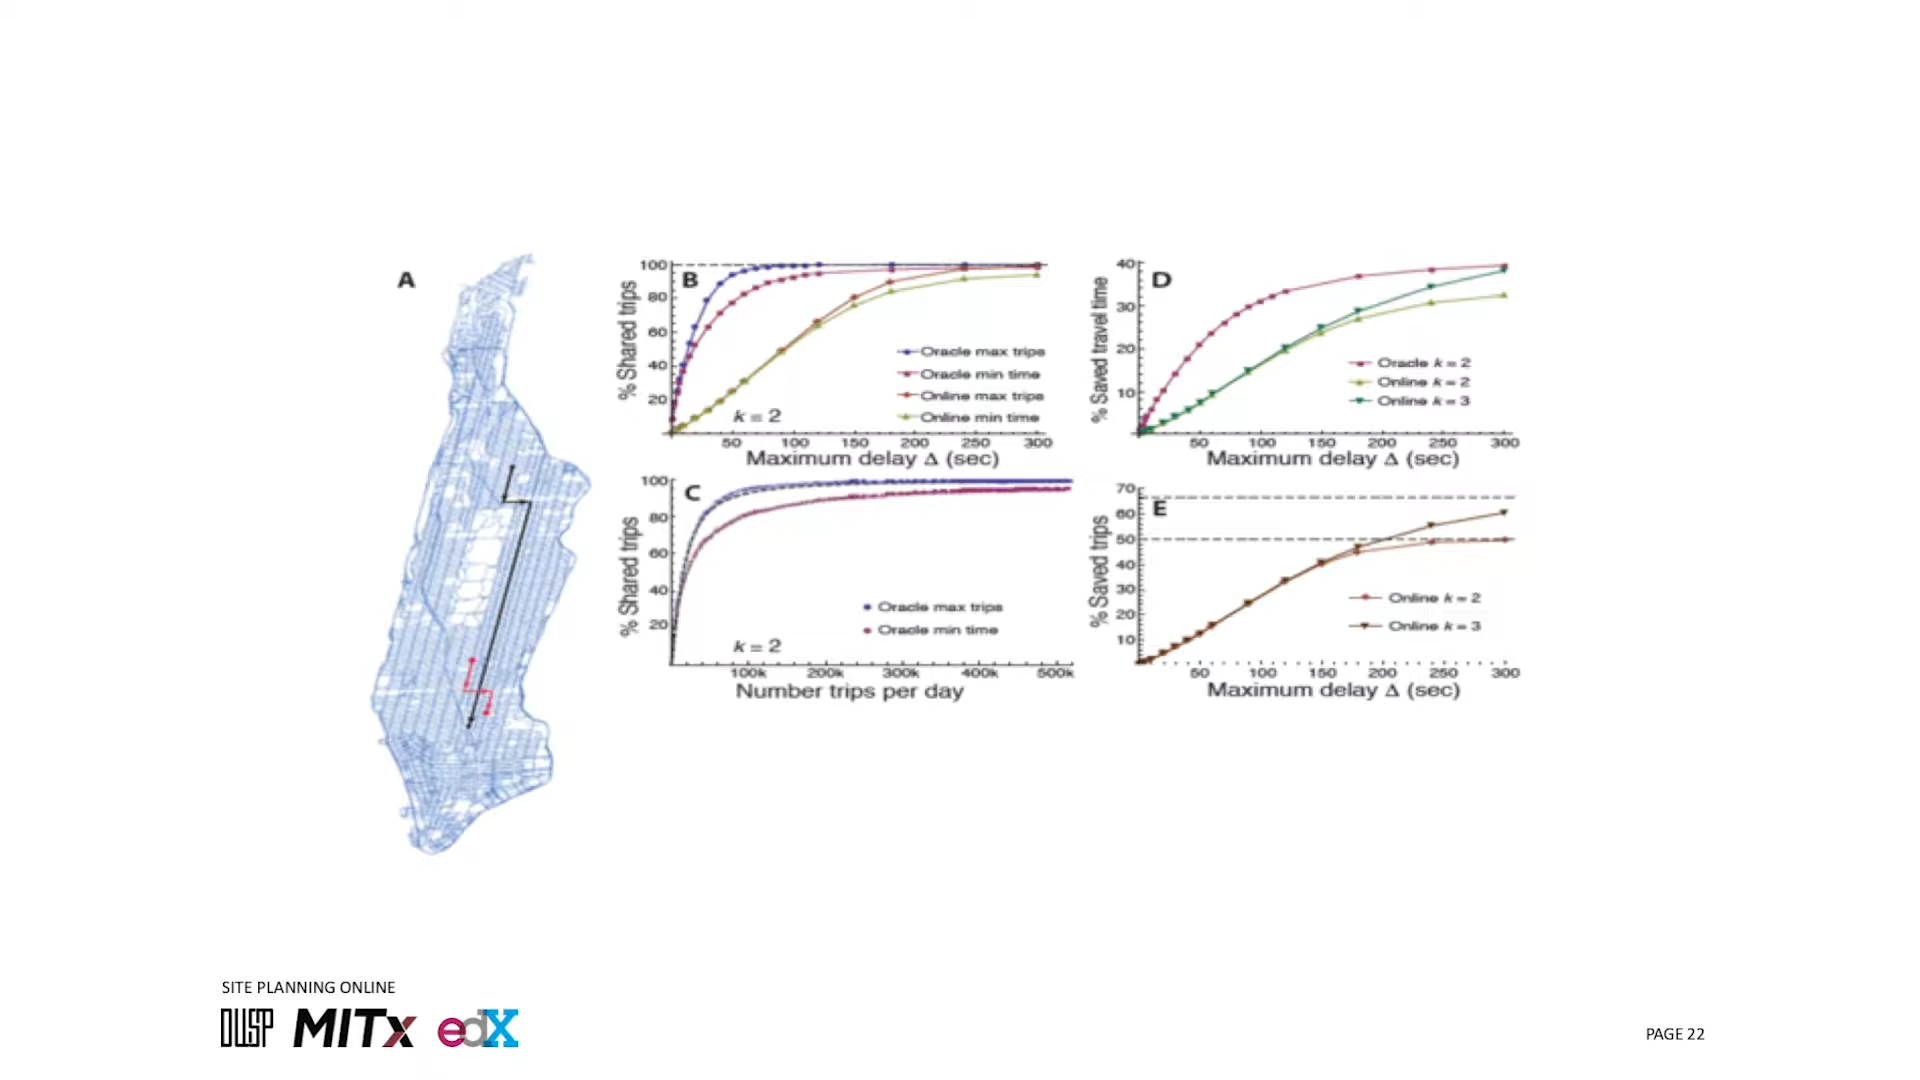 A
B
% Shared trips
100
80
60
40
20
Oracle max trips
Oracle min time
Online max trips
Online min time
k = 2
50 100 150 200 250 300
Maximum delay Δ (sec)
D
% Saved travel time
40
30
20
10
Oracle k = 2
Online k = 2
Online k = 3
50 100 150 200 250 300
Maximum delay Δ (sec)
C
% Shared trips
100
80
60
40
20
Oracle max trips
Oracle min time
k = 2
100k 200k 300k 400k 500k
Number trips per day
E
% Saved trips
70
60
50
40
30
20
10
Online k = 2
Online k = 3
50 100 150 200 250 300
Maximum delay Δ (sec)
SITE PLANNING ONLINE
DUSP MITx edX
PAGE 22